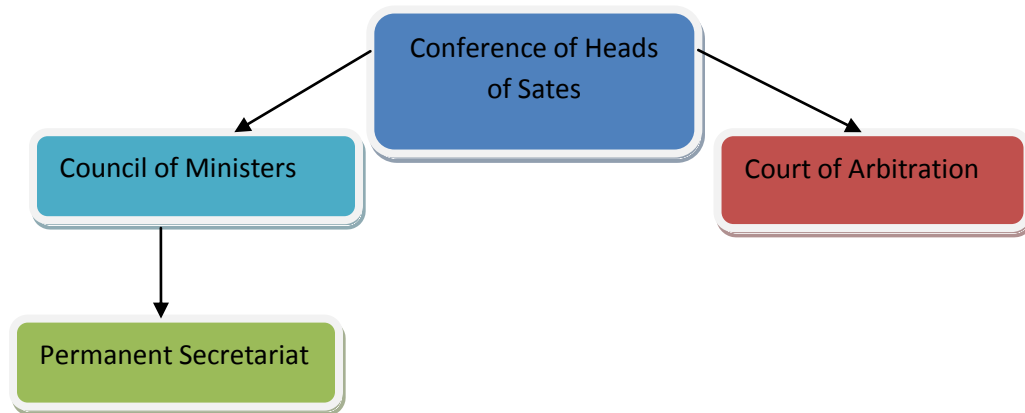 Conference of Heads
of Sates
Council of Ministers
Court of Arbitration
Permanent Secretariat